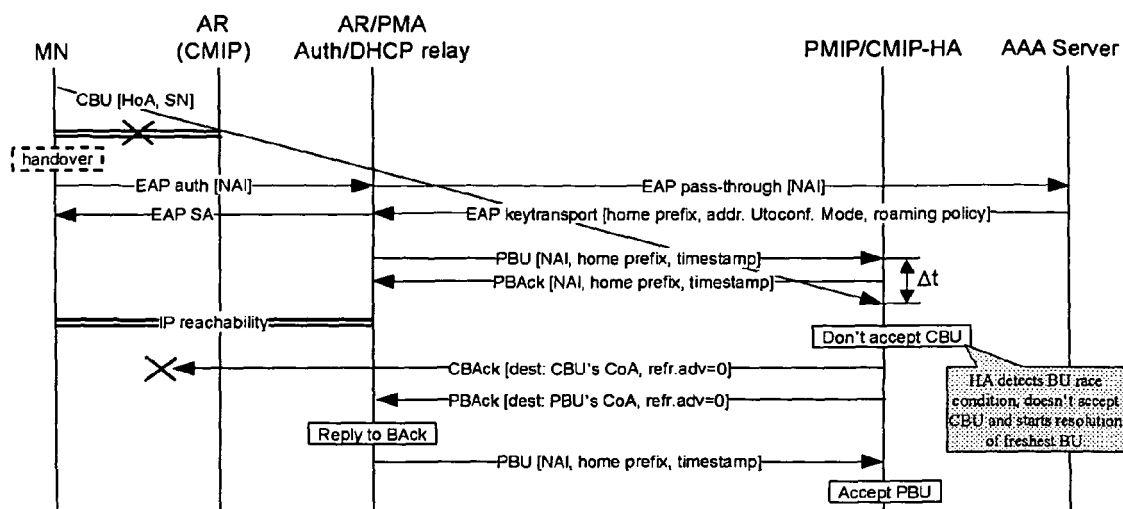 MN
AR
(CMIP)
AR/PMA
Auth/DHCP relay
PMIP/CMIP-HA
AAA Server
CBU [HoA, SN]
handover
EAP auth [NAI]
EAP pass-through [NAI]
EAP SA
EAP keytransport [home prefix, addr. Utoconf. Mode, roaming policy]
PBU [NAI, home prefix, timestamp]
PBAck [NAI, home prefix, timestamp]
Δt
IP reachability
Don't accept CBU
CBAck [dest: CBU's CoA, refr.adv=0]
HA detects BU race
condition, doesn't accept
CBU and starts resolution
of freshest BU.
PBAck [dest: PBU's CoA, refr.adv=0]
Reply to BAck
PBU [NAI, home prefix, timestamp]
Accept PBU